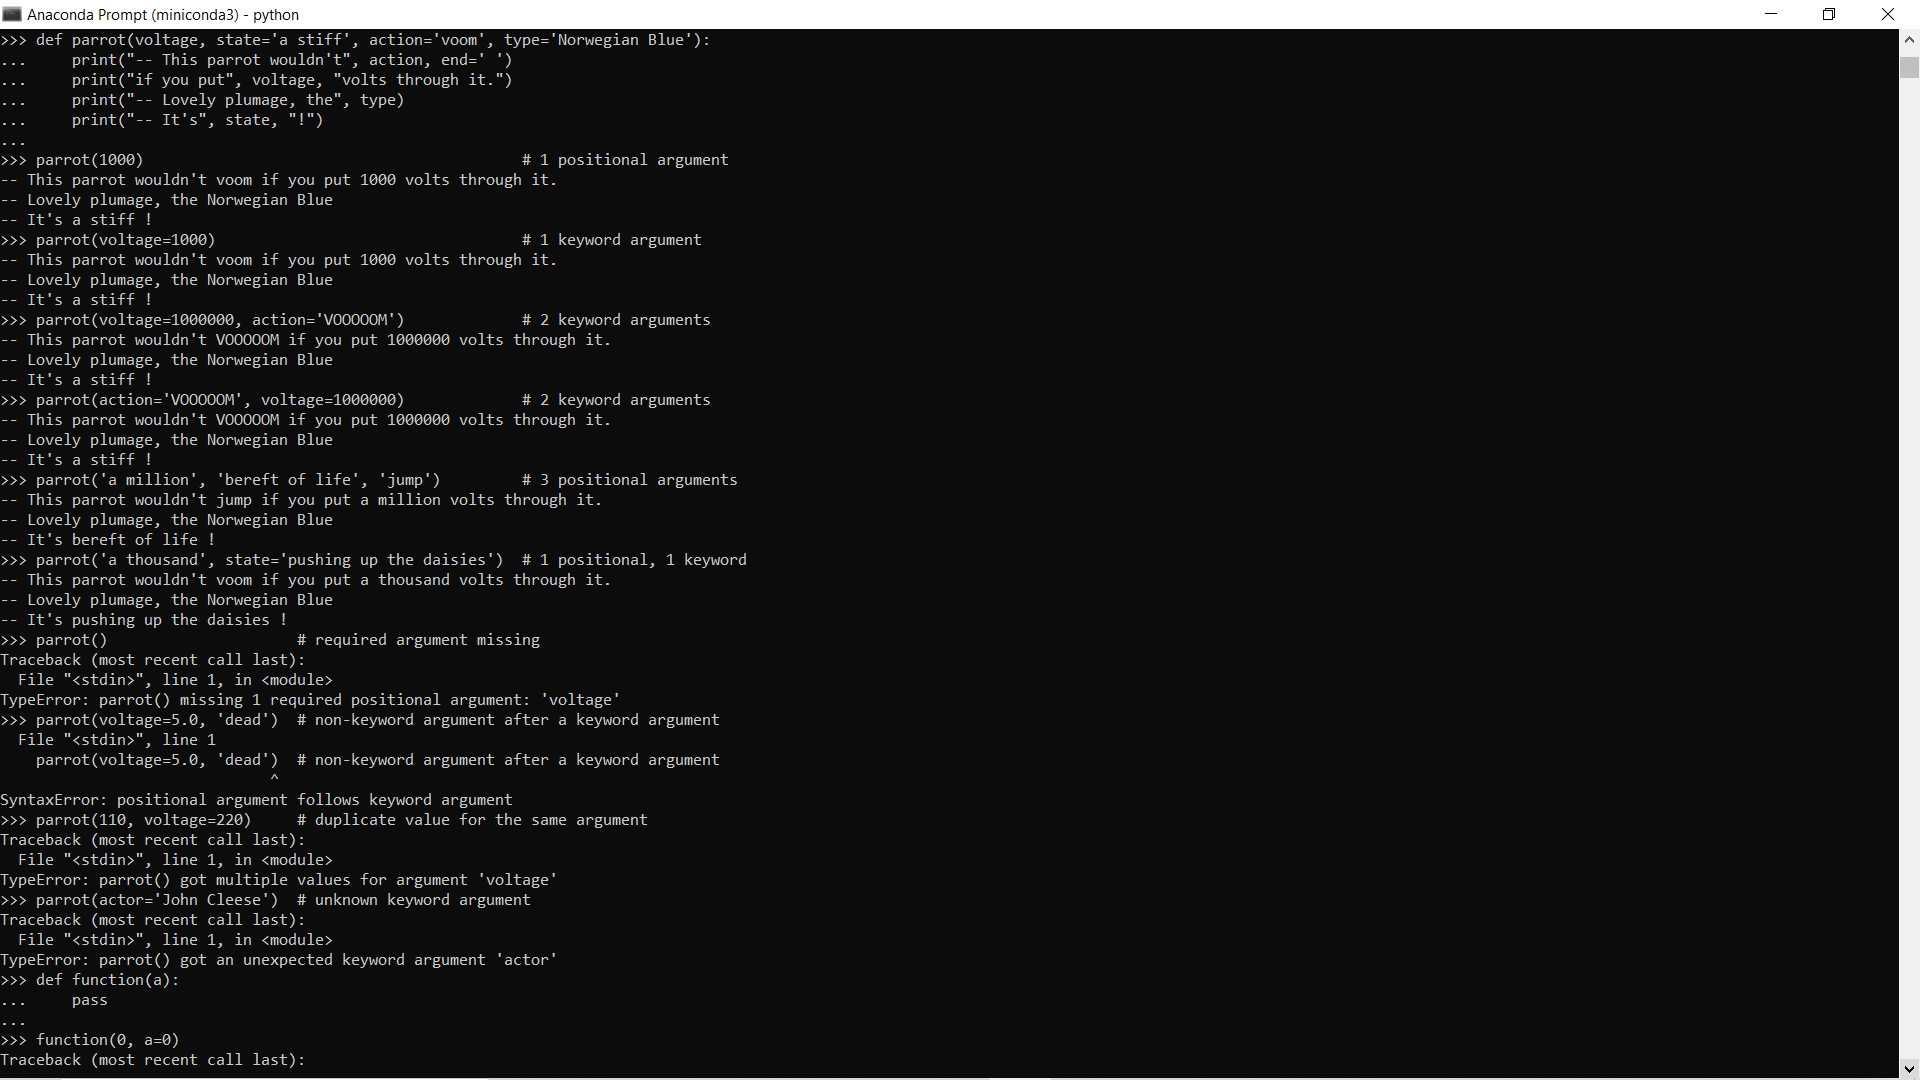 Anaconda Prompt (miniconda3) - python
>>> def parrot(voltage, state='a stiff', action='voom', type='Norwegian Blue'):
...     print("-- This parrot wouldn't", action, end=' ')
...     print("if you put", voltage, "volts through it.")
...     print("-- Lovely plumage, the", type)
...     print("-- It's", state, "!")
...
>>> parrot(1000)                                          # 1 positional argument
-- This parrot wouldn't voom if you put 1000 volts through it.
-- Lovely plumage, the Norwegian Blue
-- It's a stiff !
>>> parrot(voltage=1000)                                  # 1 keyword argument
-- This parrot wouldn't voom if you put 1000 volts through it.
-- Lovely plumage, the Norwegian Blue
-- It's a stiff !
>>> parrot(voltage=1000000, action='VOOOOOM')             # 2 keyword arguments
-- This parrot wouldn't VOOOOOM if you put 1000000 volts through it.
-- Lovely plumage, the Norwegian Blue
-- It's a stiff !
>>> parrot(action='VOOOOOM', voltage=1000000)             # 2 keyword arguments
-- This parrot wouldn't VOOOOOM if you put 1000000 volts through it.
-- Lovely plumage, the Norwegian Blue
-- It's a stiff !
>>> parrot('a million', 'bereft of life', 'jump')         # 3 positional arguments
-- This parrot wouldn't jump if you put a million volts through it.
-- Lovely plumage, the Norwegian Blue
-- It's bereft of life !
>>> parrot('a thousand', state='pushing up the daisies')  # 1 positional, 1 keyword
-- This parrot wouldn't voom if you put a thousand volts through it.
-- Lovely plumage, the Norwegian Blue
-- It's pushing up the daisies !
>>> parrot()                     # required argument missing
Traceback (most recent call last):
  File "<stdin>", line 1, in <module>
TypeError: parrot() missing 1 required positional argument: 'voltage'
>>> parrot(voltage=5.0, 'dead')  # non-keyword argument after a keyword argument
  File "<stdin>", line 1
    parrot(voltage=5.0, 'dead')  # non-keyword argument after a keyword argument
                              ^
SyntaxError: positional argument follows keyword argument
>>> parrot(110, voltage=220)     # duplicate value for the same argument
Traceback (most recent call last):
  File "<stdin>", line 1, in <module>
TypeError: parrot() got multiple values for argument 'voltage'
>>> parrot(actor='John Cleese')  # unknown keyword argument
Traceback (most recent call last):
  File "<stdin>", line 1, in <module>
TypeError: parrot() got an unexpected keyword argument 'actor'
>>> def function(a):
...     pass
...
>>> function(0, a=0)
Traceback (most recent call last):